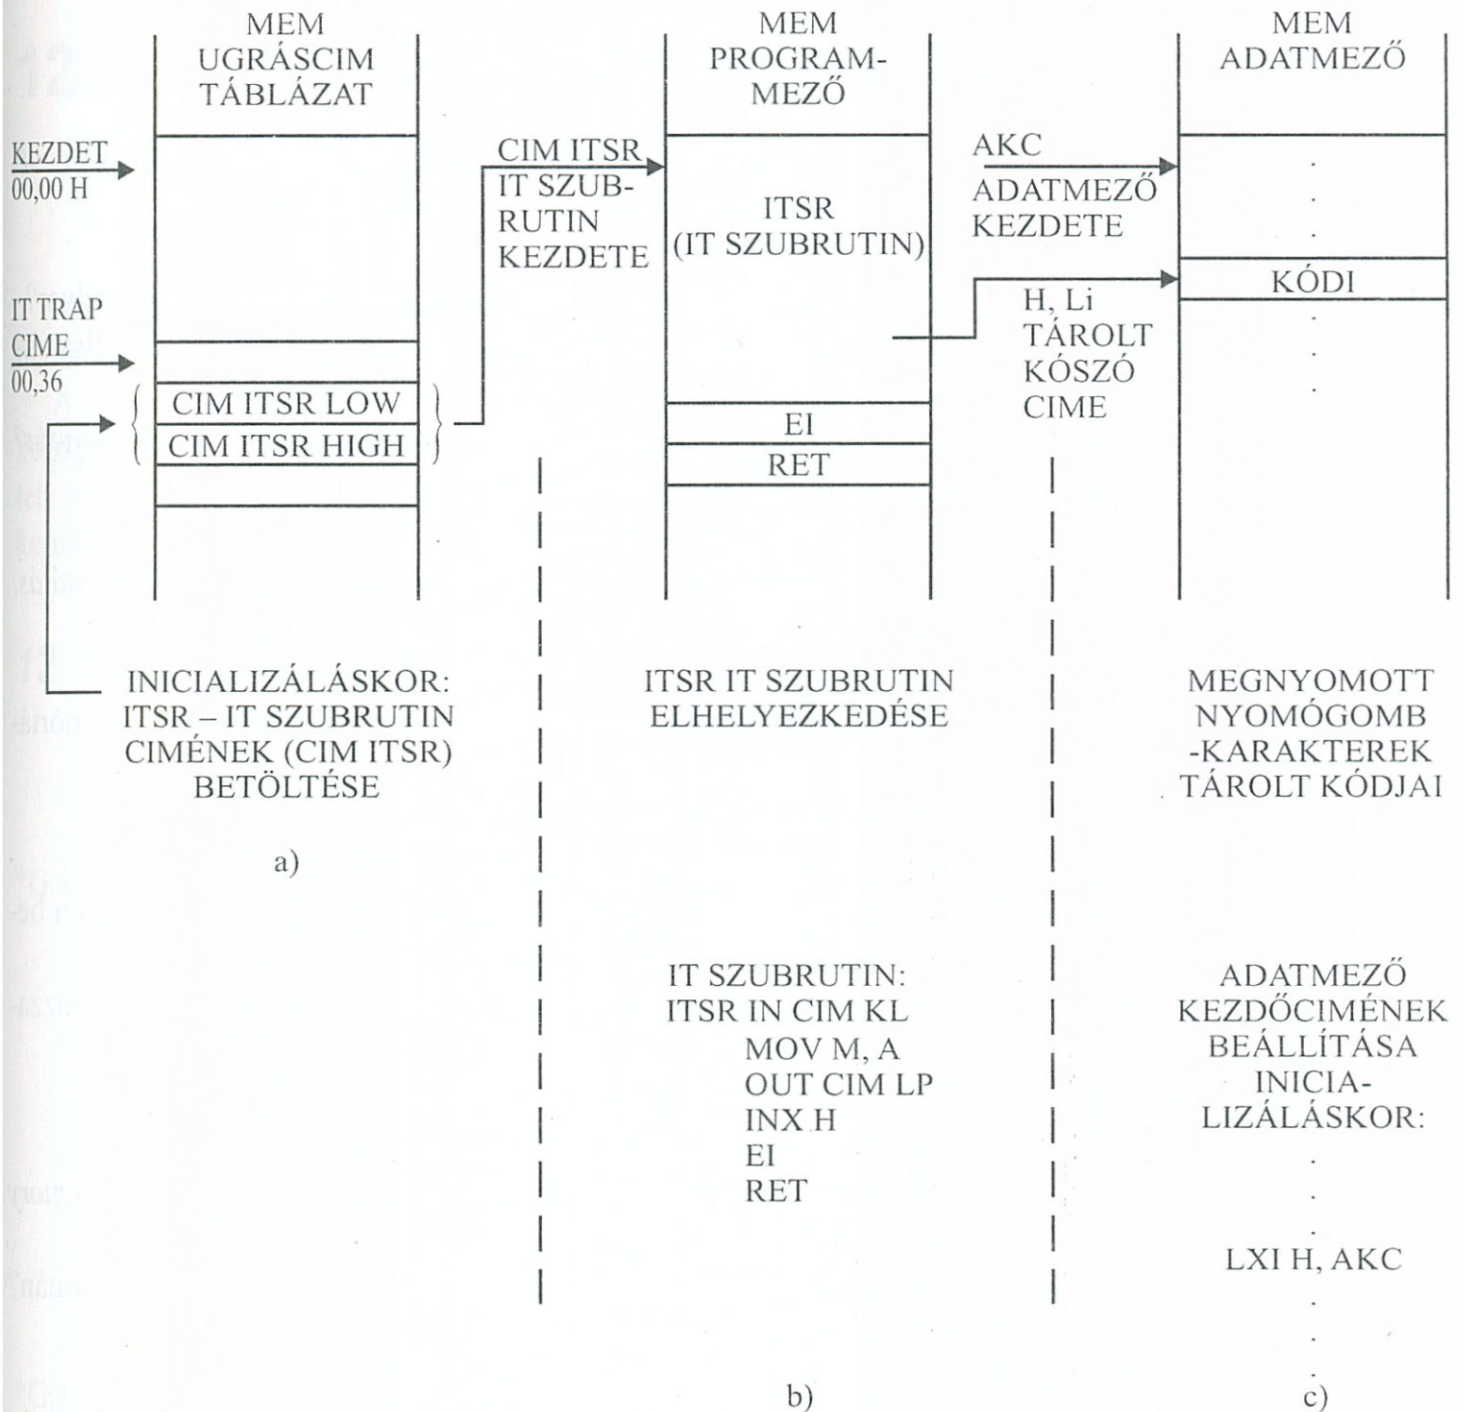 MEM
UGRÁSCIM
TÁBLÁZAT
KEZDET
00,00 H
IT TRAP
CIME
00,36
CIM ITSR LOW
CIM ITSR HIGH
INICIALIZÁLÁSKOR:
ITSR – IT SZUBRUTIN
CIMÉNEK (CIM ITSR)
BETÖLTÉSE
a)
MEM
PROGRAM-
MEZŐ
CIM ITSR
IT SZUB-
RUTIN
KEZDETE
ITSR
(IT SZUBRUTIN)
EI
RET
ITSR IT SZUBRUTIN
ELHELYEZKEDÉSE
IT SZUBRUTIN:
ITSR IN CIM KL
MOV M, A
OUT CIM LP
INX H
EI
RET
b)
MEM
ADATMEZŐ
AKC
ADATMEZŐ
KEZDETE
KÓDI
H, Li
TÁROLT
KÓSZÓ
CIME
MEGNYOMOTT
NYOMÓGOMB
-KARAKTEREK
TÁROLT KÓDJAI
ADATMEZŐ
KEZDŐCIMÉNEK
BEÁLLÍTÁSA
INICIA-
LIZÁLÁSKOR:
LXI H, AKC
c)